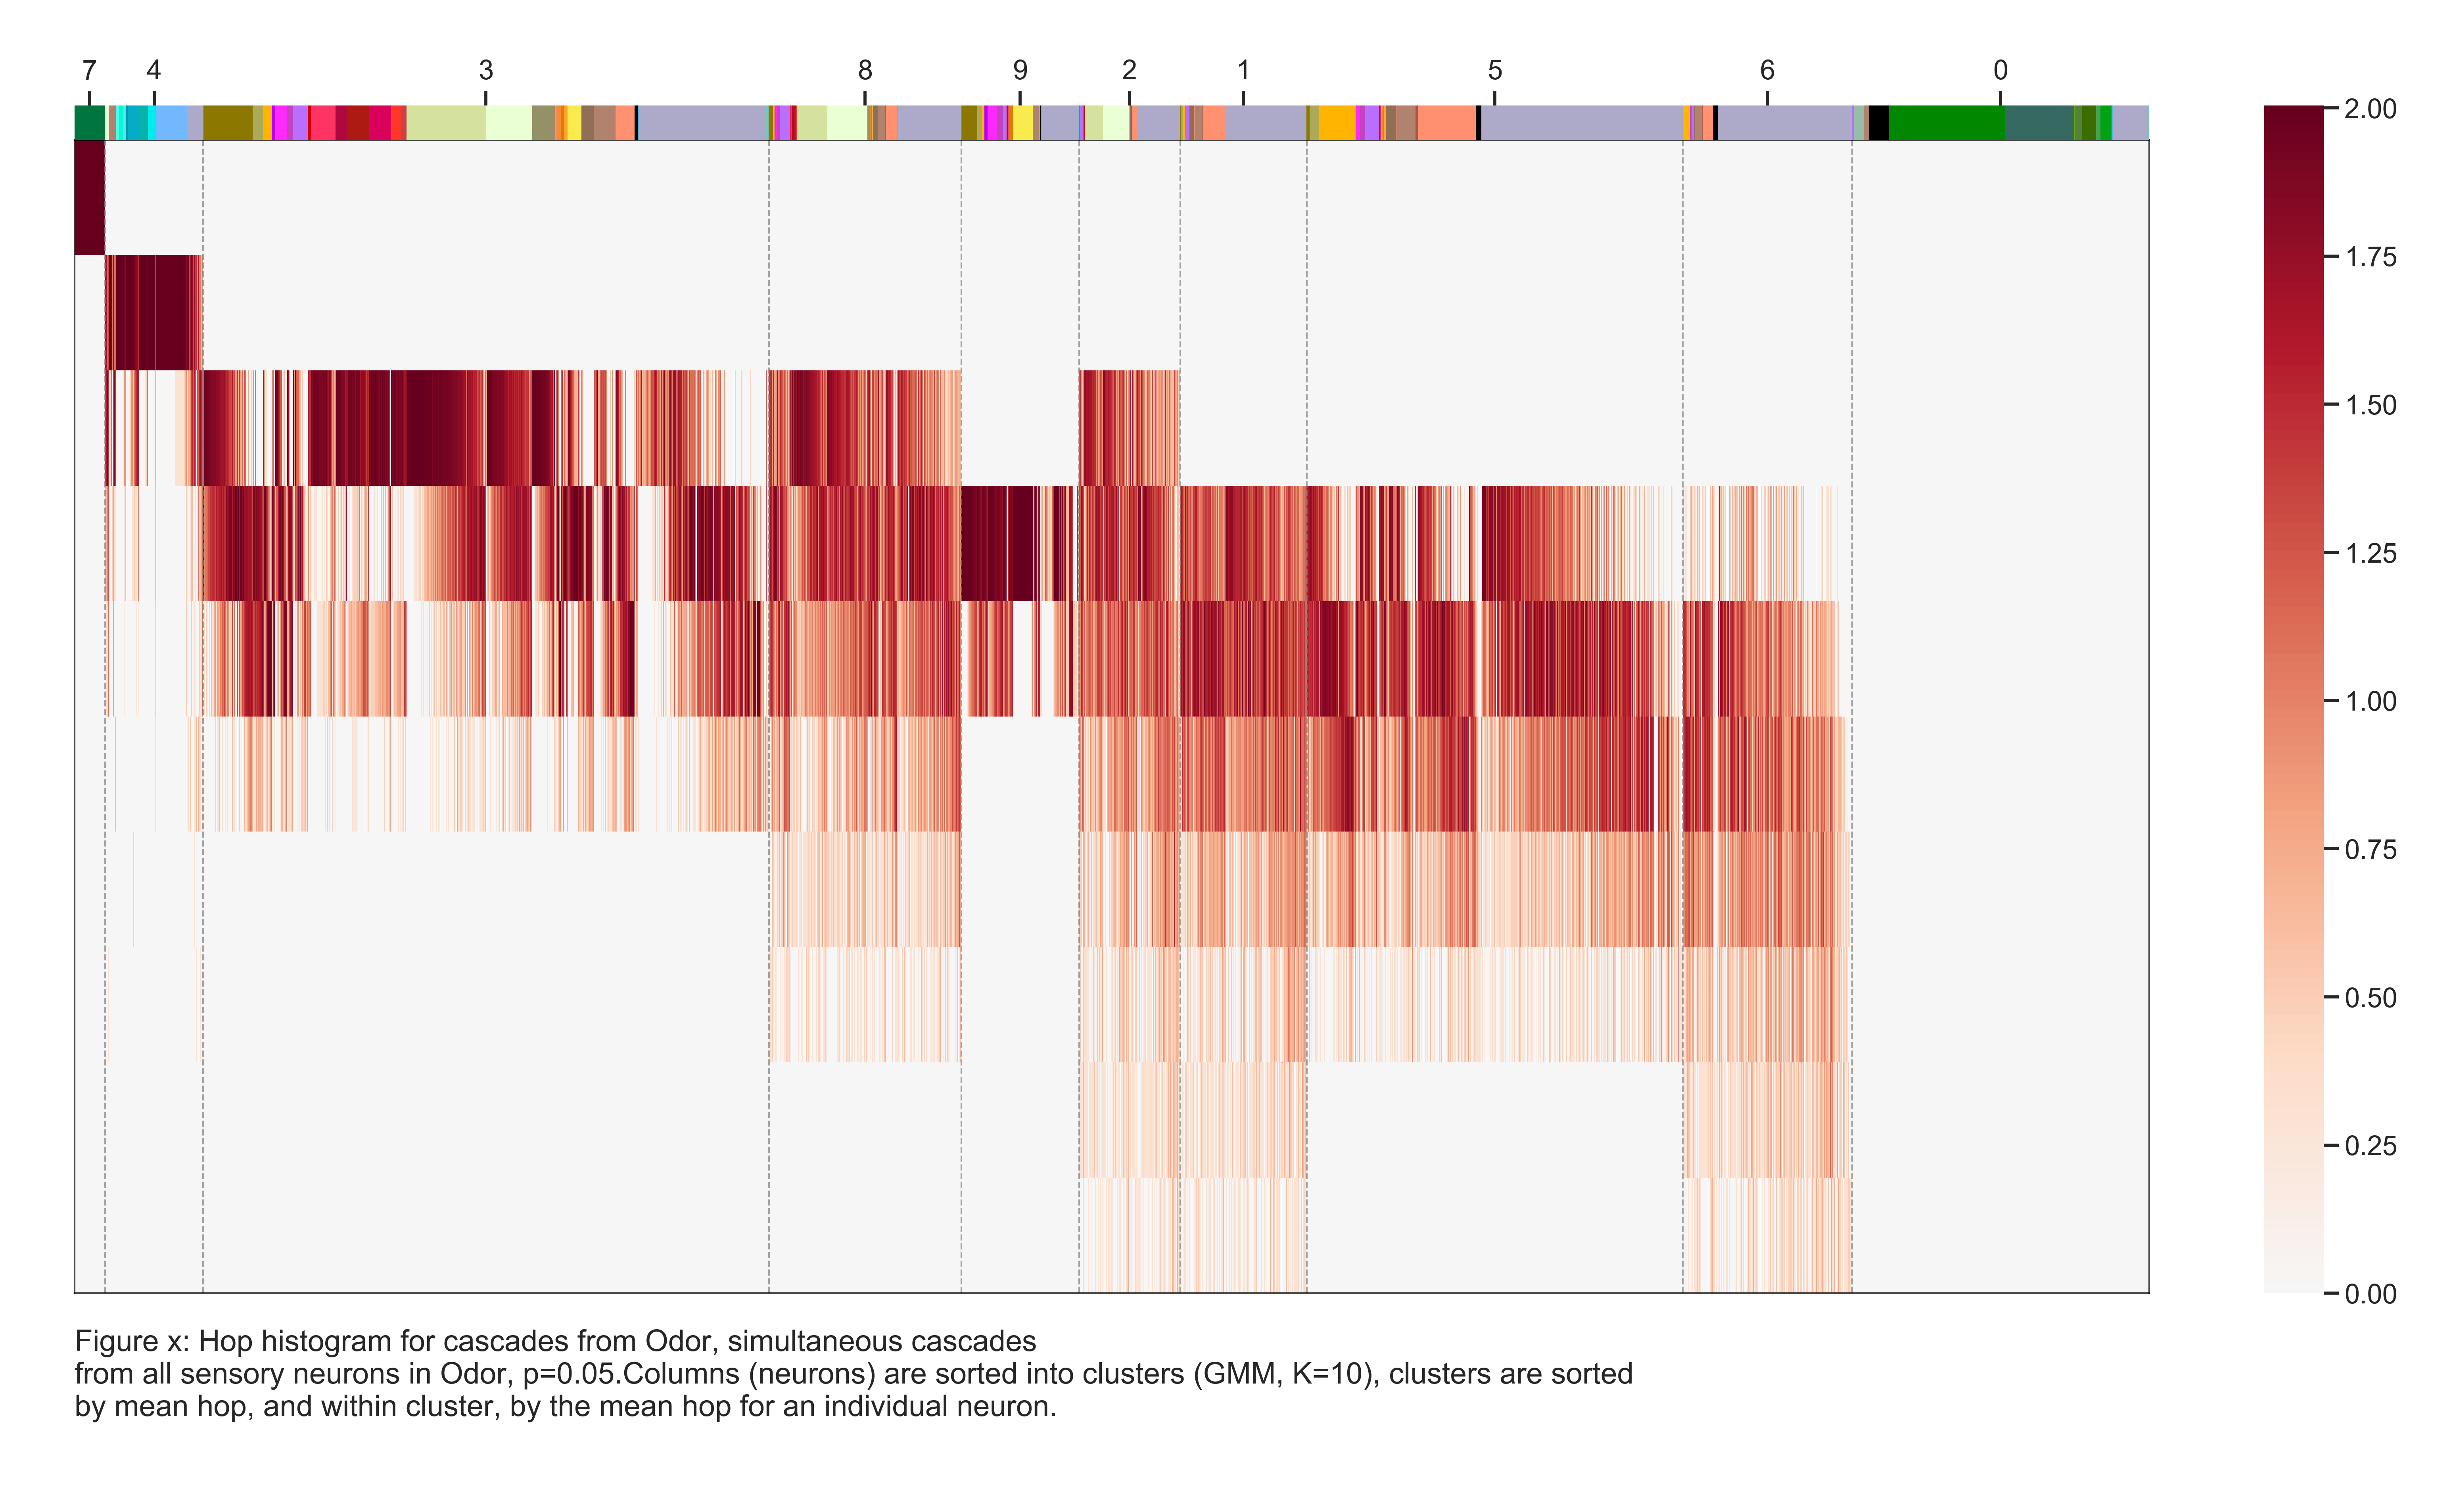 7 4 3 8 9 2 1 5 6 0
2.00
1.75
1.50
1.25
1.00
0.75
0.50
0.25
0.00
Figure x: Hop histogram for cascades from Odor, simultaneous cascades
from all sensory neurons in Odor, p=0.05.Columns (neurons) are sorted into clusters (GMM, K=10), clusters are sorted
by mean hop, and within cluster, by the mean hop for an individual neuron.